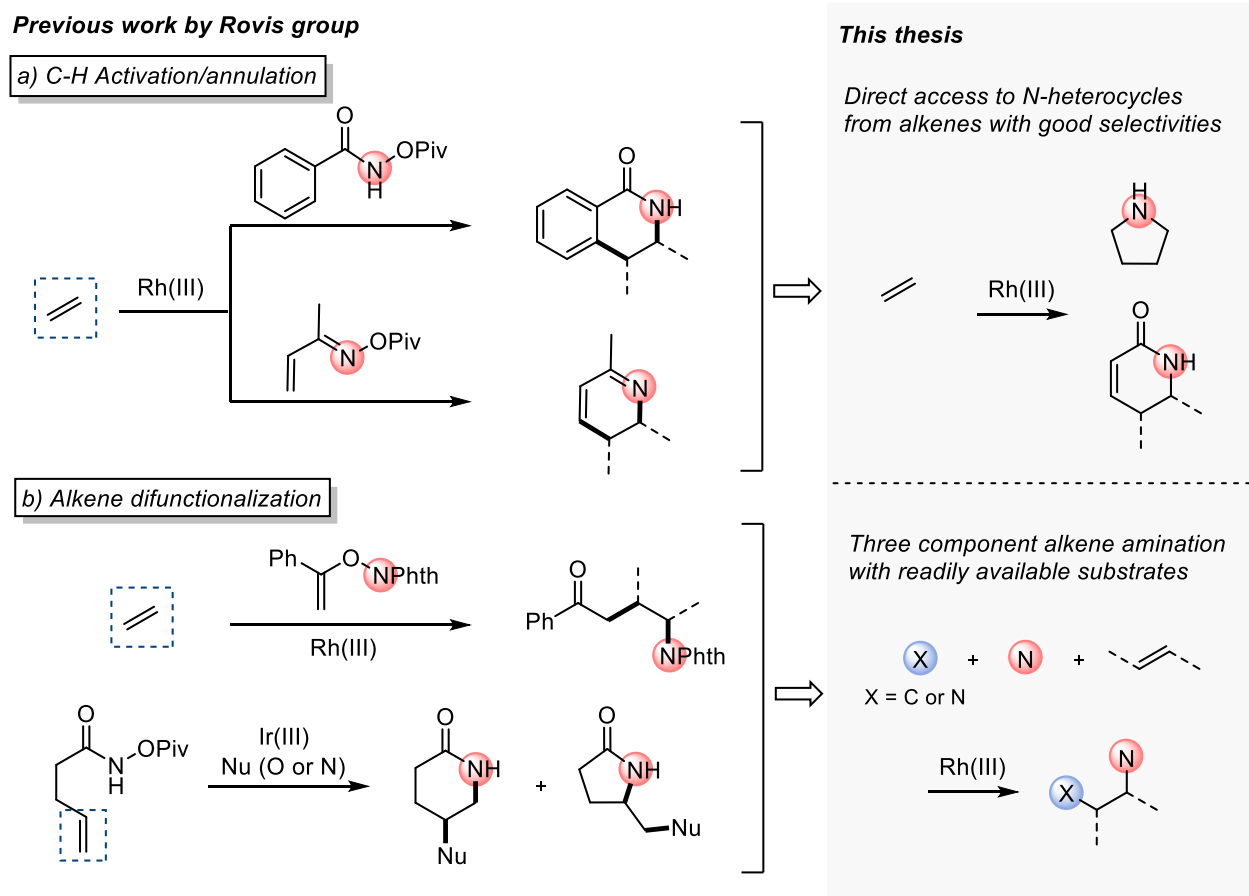 Previous work by Rovis group
a) C-H Activation/annulation
O
OPiv
N
H
O
NH
Rh(III)
OPiv
N
N
b) Alkene difunctionalization
Ph
O
NPhth
Rh(III)
O
Ph
NPhth
O
OPiv
N
H
Ir(III)
Nu (O or N)
O
NH
Nu
+
O
NH
Nu
This thesis
Direct access to N-heterocycles
from alkenes with good selectivities
H
N
Rh(III)
O
NH
Three component alkene amination
with readily available substrates
X + N +
X = C or N
Rh(III)
N
X